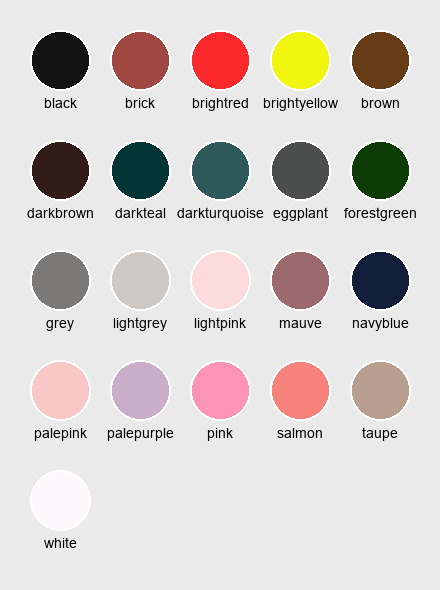 black brick brightred brightyellow brown
darkbrown darkteal darkturquoise eggplant forestgreen
grey lightgrey lightpink mauve navyblue
palepink palepurple pink salmon taupe
white